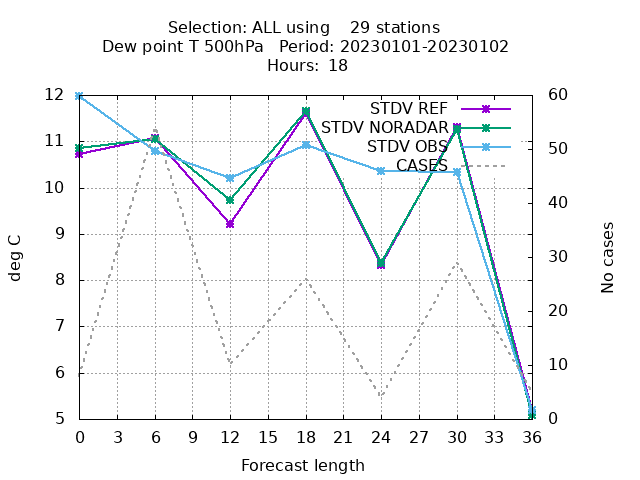 Selection: ALL using    29 stations
Dew point T 500hPa   Period: 20230101-20230102
Hours: 18
STDV REF
STDV NORADAR
STDV OBS
CASES
deg C
5
6
7
8
9
10
11
12
No cases
0
10
20
30
40
50
60
0 3 6 9 12 15 18 21 24 27 30 33 36
Forecast length